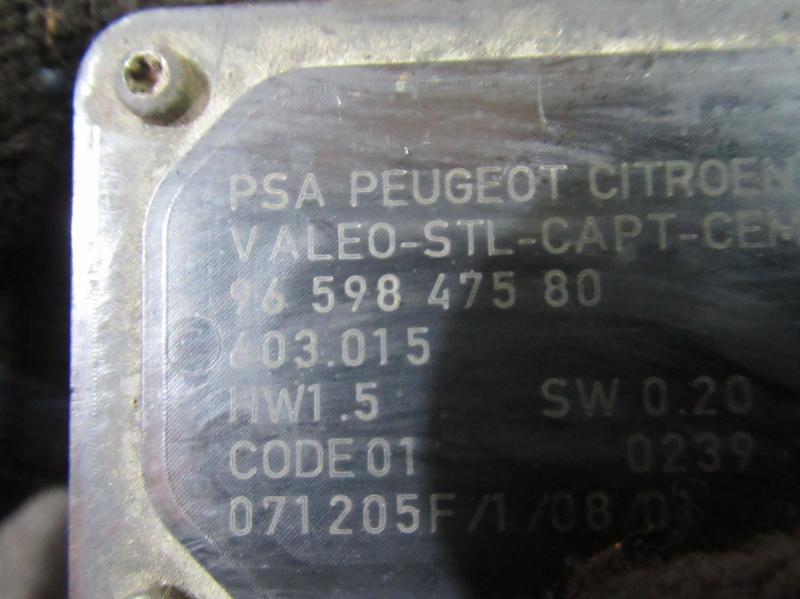 PSA PEUGEOT CITROEN
VALEO-STL-CAPT-CEM
96 598 475 80
603.015
HW1.5 SW 0.20
CODE01 0239
071205F/1/08/0